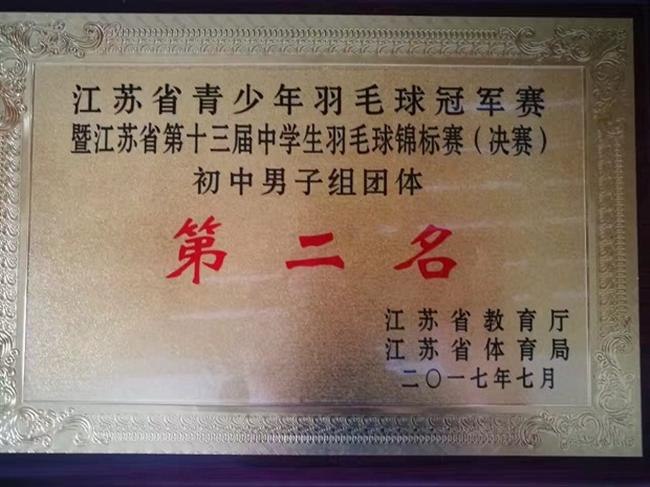 江苏省青少年羽毛球冠军赛
暨江苏省第十三届中学生羽毛球锦标赛(决赛)
初中男子组团体
第二名
江苏省教育厅
江苏省体育局
二〇一七年七月